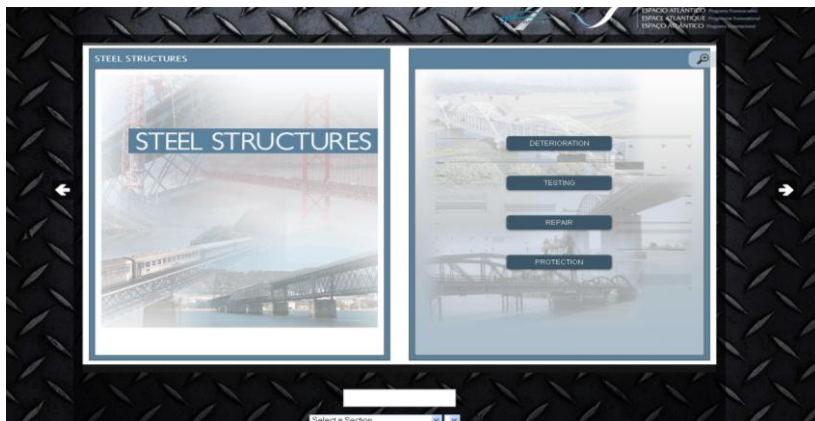 ESPACIO ATLÁNTICO
ESPACE ATLANTIQUE
ESPAÇO ATLÂNTICO
STEEL STRUCTURES
STEEL STRUCTURES
DETERIORATION
TESTING
REPAIR
PROTECTION
Select a Section